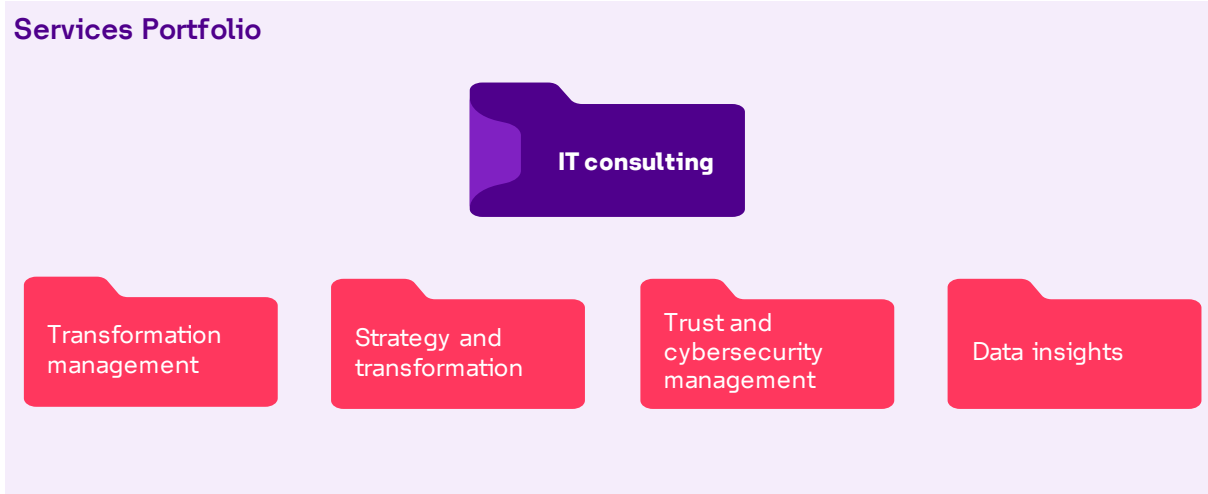 Services Portfolio
IT consulting
Transformation
management
Strategy and
transformation
Trust and
cybersecurity
management
Data insights